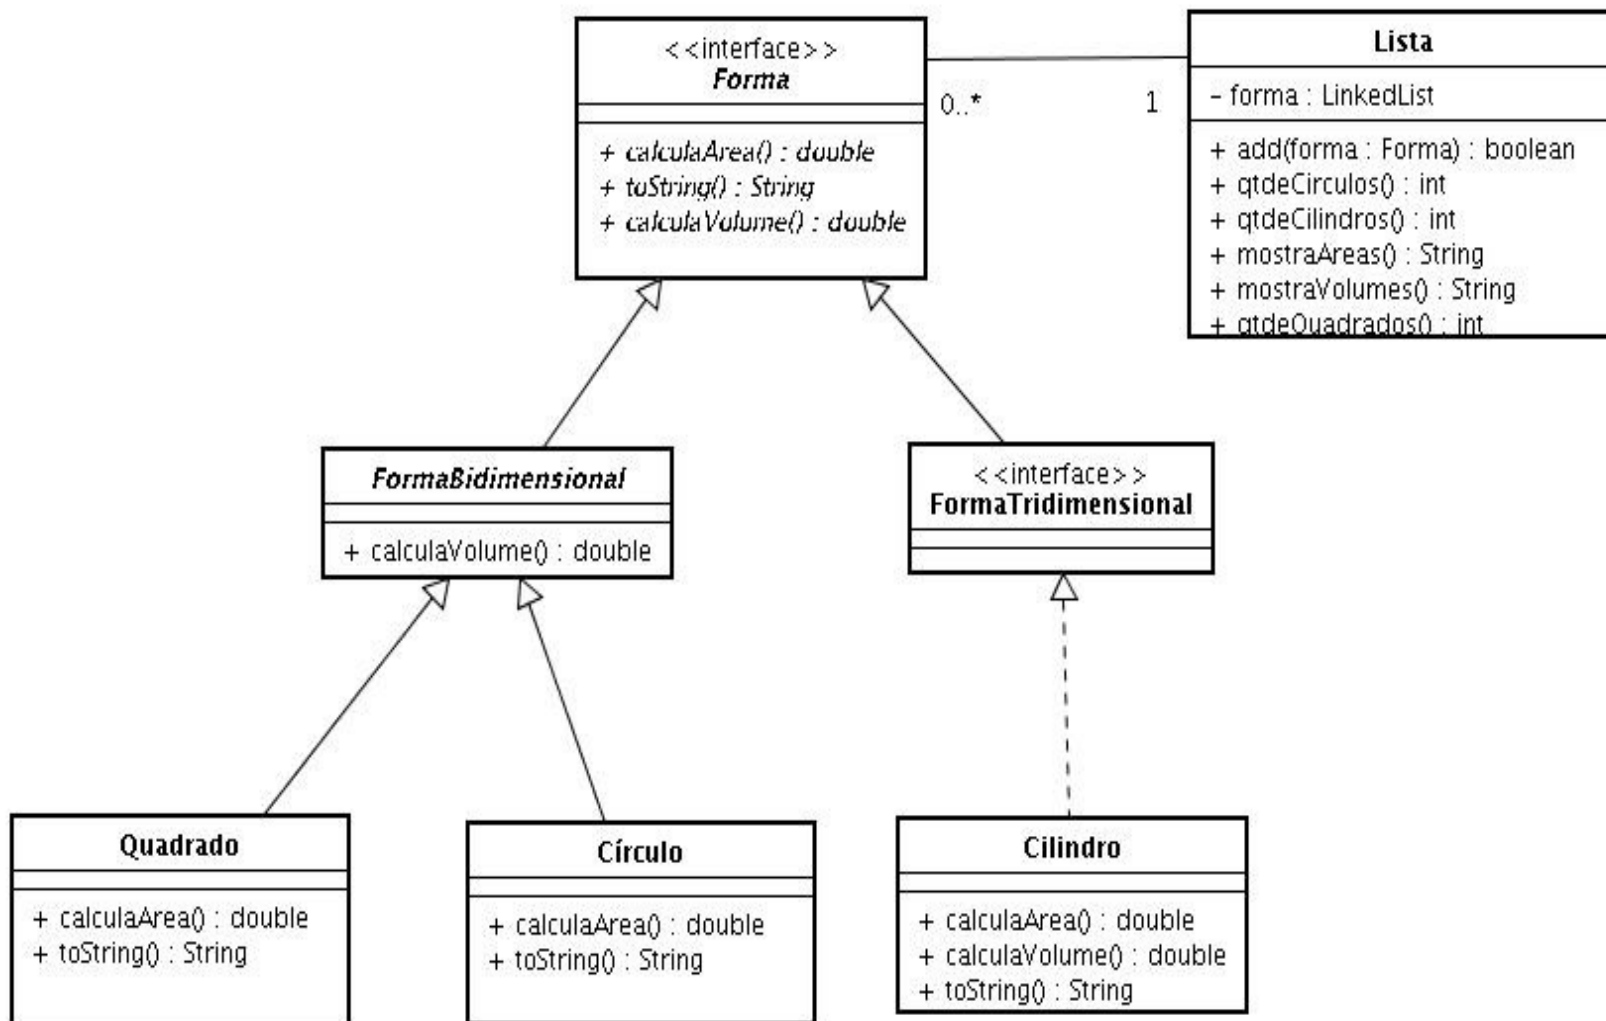 <<interface>>
Forma
+ calculaArea() : double
+ toString() : String
+ calculaVolume() : double
0..*
1
Lista
- forma : LinkedList
+ add(forma : Forma) : boolean
+ qtdeCirculos() : int
+ qtdeCilindros() : int
+ mostraAreas() : String
+ mostraVolumes() : String
+ qtdeQuadrados() : int
FormaBidimensional
+ calculaVolume() : double
<<interface>>
FormaTridimensional
Quadrado
+ calculaArea() : double
+ toString() : String
Círculo
+ calculaArea() : double
+ toString() : String
Cilindro
+ calculaArea() : double
+ calculaVolume() : double
+ toString() : String